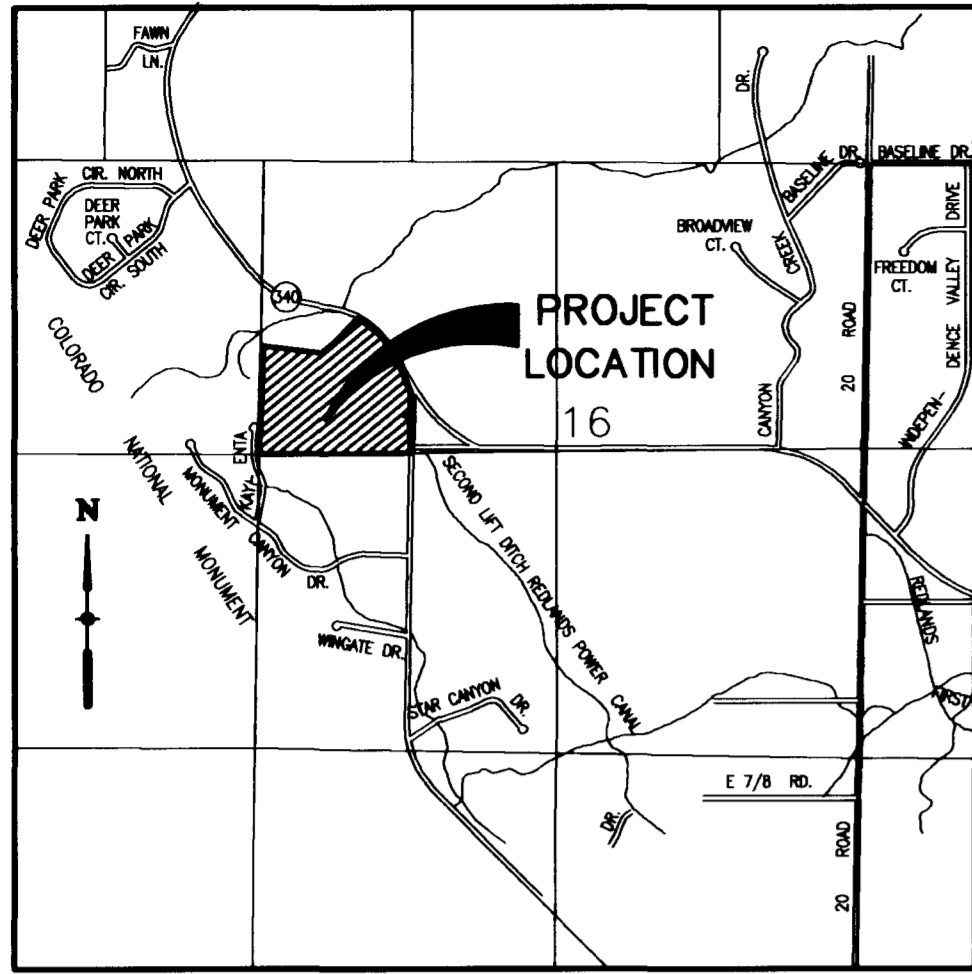 FAWN
LN.
CIR. NORTH
DEER PARK
DEER
PARK
CT.
DEER PARK
CIR. SOUTH
340
COLORADO
NATIONAL
MONUMENT
PROJECT
LOCATION
16
DR.
CREEK
CANYON
BASELINE DR.
BASELINE DR.
BROADVIEW
CT.
FREEDOM
CT.
INDEPEN-
DENCE VALLEY DRIVE
20 ROAD
KAYI-
ENTA
MONUMENT CANYON
DR.
N
WINGATE DR.
STAR CANYON
DR.
SECOND LIFT DITCH REDLANDS POWER CANAL
REDLANDS
FIRST
E 7/8 RD.
DR.
20 ROAD